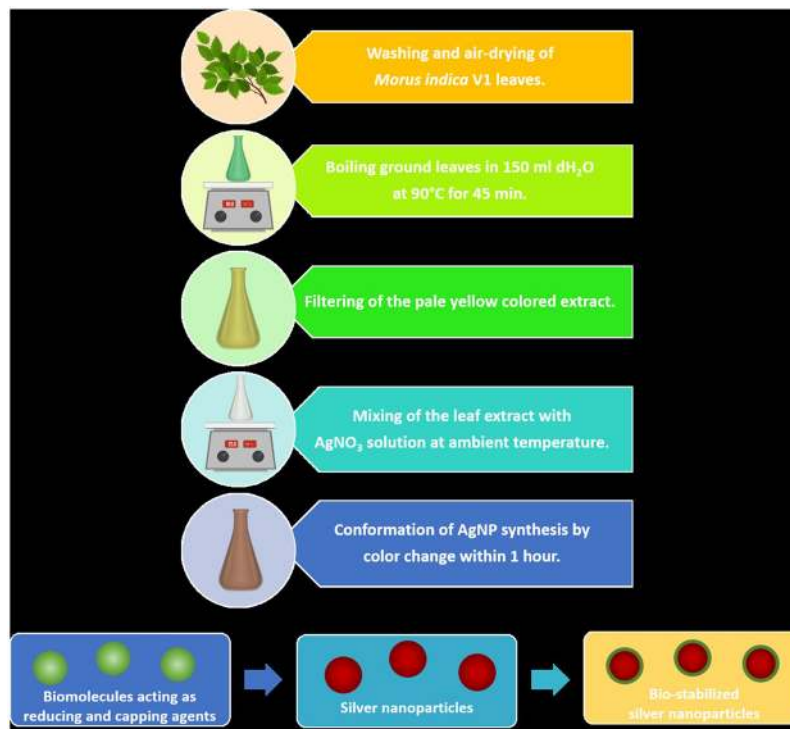 Washing and air-drying of
Morus indica V1 leaves.
Boiling ground leaves in 150 ml dH₂O
at 90°C for 45 min.
Filtering of the pale yellow colored extract.
Mixing of the leaf extract with
AgNO₃ solution at ambient temperature.
Conformation of AgNP synthesis by
color change within 1 hour.
Biomolecules acting as
reducing and capping agents
Silver nanoparticles
Bio-stabilized
silver nanoparticles